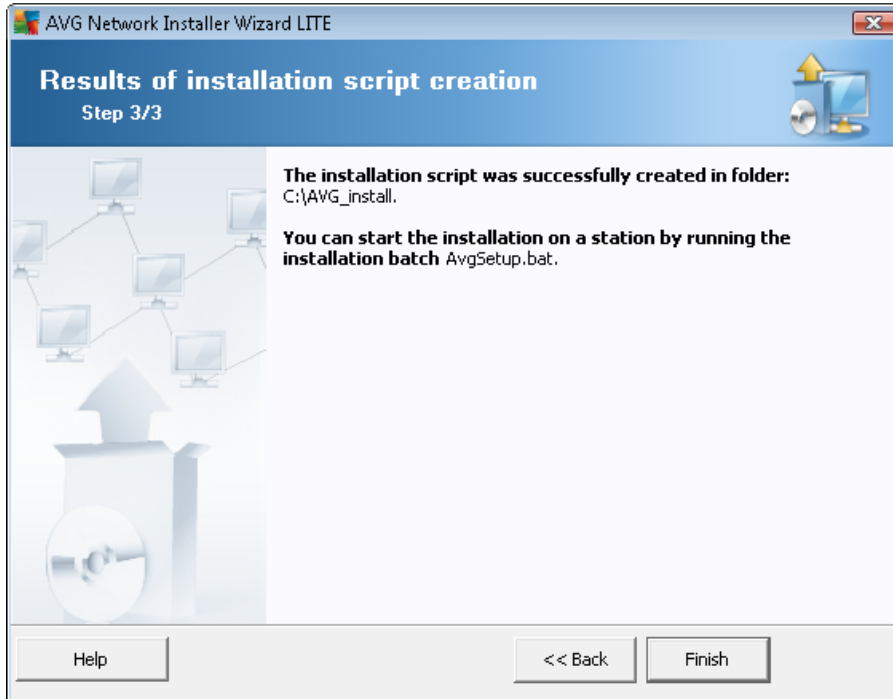 AVG Network Installer Wizard LITE
Results of installation script creation
Step 3/3
The installation script was successfully created in folder:
C:\AVG_install.
You can start the installation on a station by running the
installation batch AvgSetup.bat.
Help
<< Back
Finish